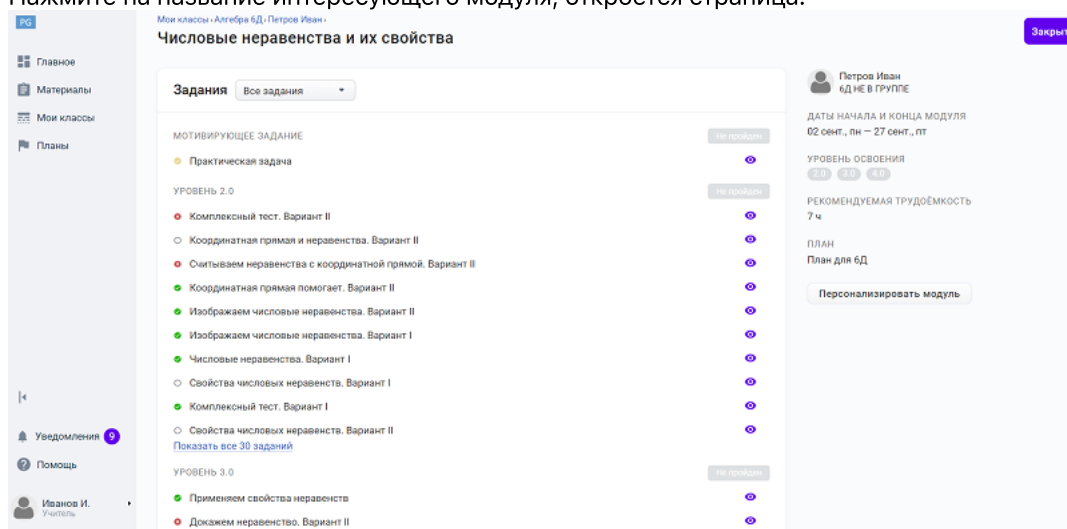 Нажмите на название интересующего модуля, откроется страница.
PG
Мои классы › Алгебра 6Д › Петров Иван ›
Числовые неравенства и их свойства
Закрыт
Главное
Материалы
Мои классы
Планы
Задания
Все задания
МОТИВИРУЮЩЕЕ ЗАДАНИЕ
Не пройден
Практическая задача
УРОВЕНЬ 2.0
Не пройден
Комплексный тест. Вариант II
Координатная прямая и неравенства. Вариант II
Считываем неравенства с координатной прямой. Вариант II
Координатная прямая помогает. Вариант II
Изображаем числовые неравенства. Вариант II
Изображаем числовые неравенства. Вариант I
Числовые неравенства. Вариант I
Свойства числовых неравенств. Вариант I
Комплексный тест. Вариант I
Свойства числовых неравенств. Вариант II
Показать все 30 заданий
УРОВЕНЬ 3.0
Не пройден
Применяем свойства неравенств
Докажем неравенство. Вариант II
Петров Иван
6Д НЕ В ГРУППЕ
ДАТЫ НАЧАЛА И КОНЦА МОДУЛЯ
02 сент., пн — 27 сент., пт
УРОВЕНЬ ОСВОЕНИЯ
2.0 3.0 4.0
РЕКОМЕНДУЕМАЯ ТРУДОЁМКОСТЬ
7 ч
ПЛАН
План для 6Д
Персонализировать модуль
Уведомления 9
Помощь
Иванов И.
Учитель